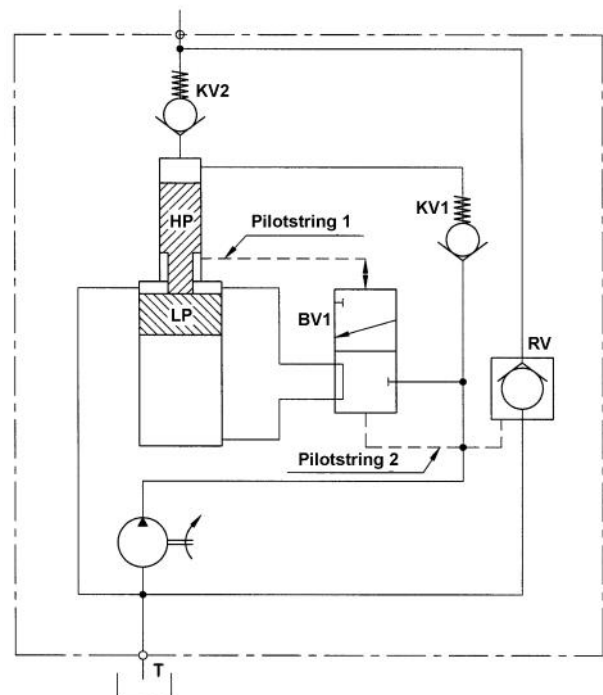 KV2
HP
Pilotstring 1
KV1
LP
BV1
RV
Pilotstring 2
T